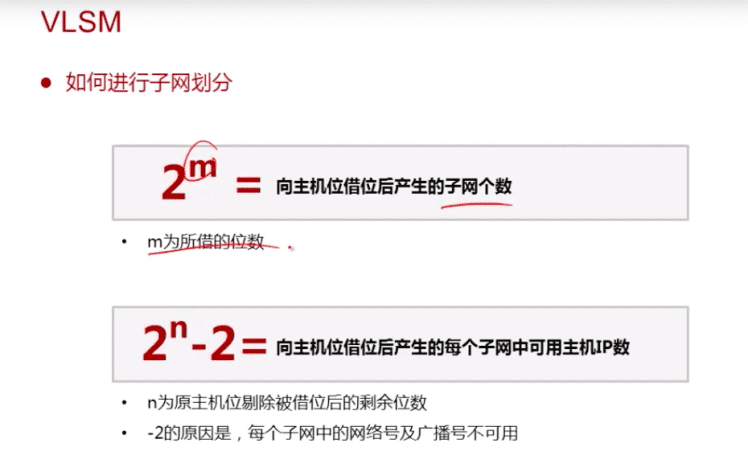 VLSM
• 如何进行子网划分
2^m = 向主机位借位后产生的子网个数
• m为所借的位数
2^n-2= 向主机位借位后产生的每个子网中可用主机IP数
• n为原主机位剔除被借位后的剩余位数
• -2的原因是，每个子网中的网络号及广播号不可用